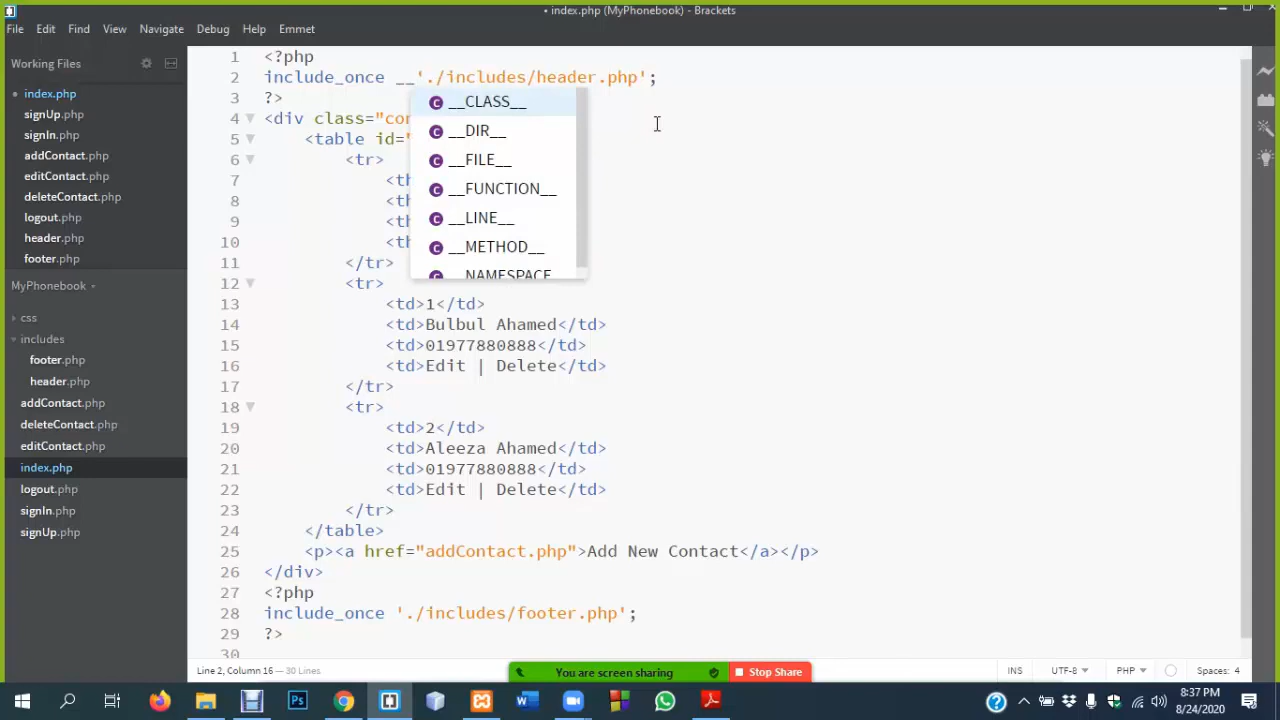 index.php (MyPhonebook) - Brackets
File Edit Find View Navigate Debug Help Emmet
Working Files
index.php
signUp.php
signIn.php
addContact.php
editContact.php
deleteContact.php
logout.php
header.php
footer.php
MyPhonebook
css
includes
footer.php
header.php
addContact.php
deleteContact.php
editContact.php
index.php
logout.php
signIn.php
signUp.php
1 <?php
2 include_once __'./includes/header.php';
3 ?>
4 <div class="co
5 <table id="
6 <tr>
7 <th
8 <th
9 <th
10 <th
11 </tr>
12 <tr>
13 <td>1</td>
14 <td>Bulbul Ahamed</td>
15 <td>01977880888</td>
16 <td>Edit | Delete</td>
17 </tr>
18 <tr>
19 <td>2</td>
20 <td>Aleeza Ahamed</td>
21 <td>01977880888</td>
22 <td>Edit | Delete</td>
23 </tr>
24 </table>
25 <p><a href="addContact.php">Add New Contact</a></p>
26 </div>
27 <?php
28 include_once './includes/footer.php';
29 ?>
30
C __CLASS__
C __DIR__
C __FILE__
C __FUNCTION__
C __LINE__
C __METHOD__
C __NAMESPACE
Line 2, Column 16 — 30 Lines
INS UTF-8 PHP Spaces: 4
You are screen sharing Stop Share
8:37 PM
8/24/2020